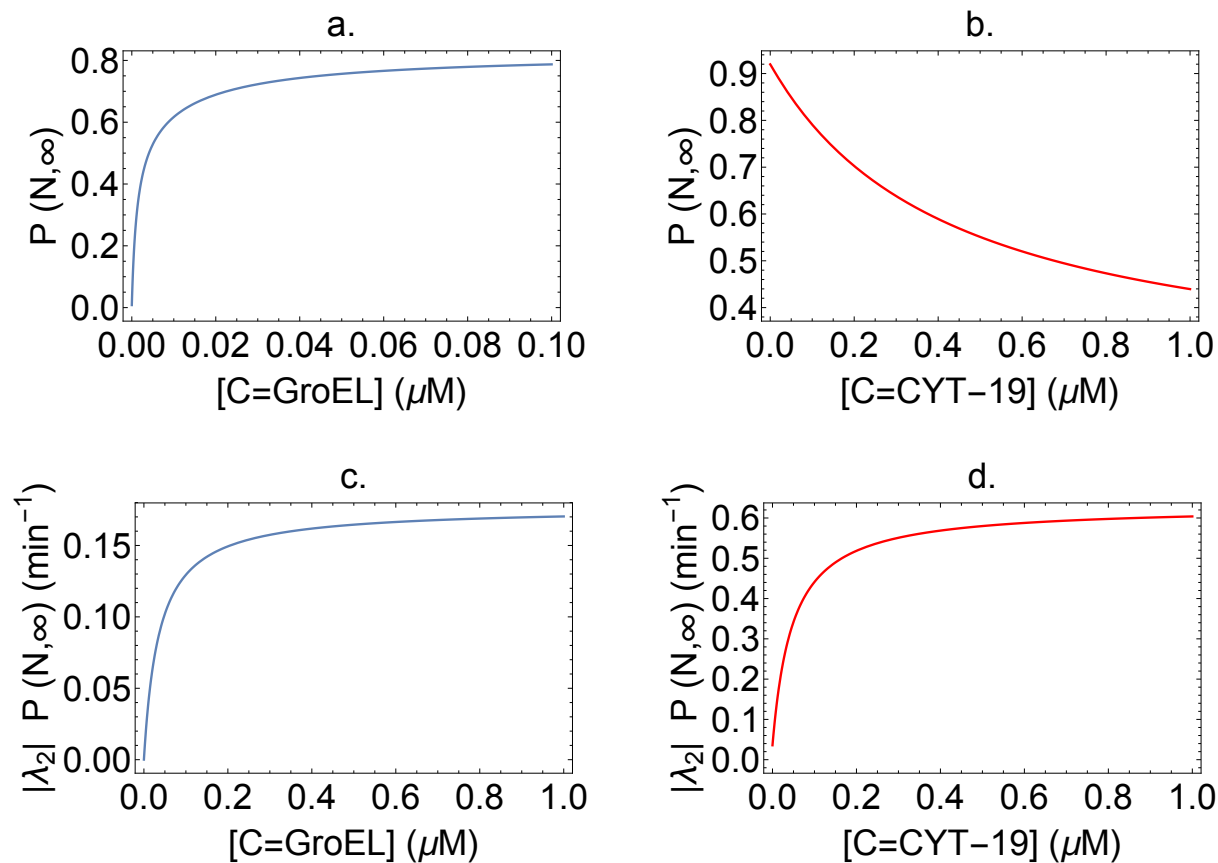 a.
P (N,∞)
0.8
0.6
0.4
0.2
0.0
0.00 0.02 0.04 0.06 0.08 0.10
[C=GroEL] (μM)
b.
P (N,∞)
0.9
0.8
0.7
0.6
0.5
0.4
0.0 0.2 0.4 0.6 0.8 1.0
[C=CYT−19] (μM)
c.
|λ₂| P (N,∞) (min⁻¹)
0.15
0.10
0.05
0.00
0.0 0.2 0.4 0.6 0.8 1.0
[C=GroEL] (μM)
d.
|λ₂| P (N,∞) (min⁻¹)
0.6
0.5
0.4
0.3
0.2
0.1
0.0
0.0 0.2 0.4 0.6 0.8 1.0
[C=CYT−19] (μM)